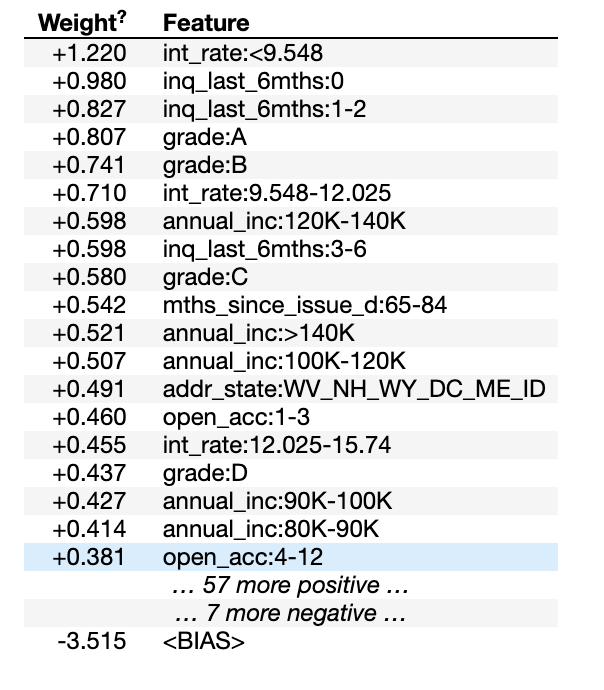 Weight? Feature
+1.220 int_rate:<9.548
+0.980 inq_last_6mths:0
+0.827 inq_last_6mths:1-2
+0.807 grade:A
+0.741 grade:B
+0.710 int_rate:9.548-12.025
+0.598 annual_inc:120K-140K
+0.598 inq_last_6mths:3-6
+0.580 grade:C
+0.542 mths_since_issue_d:65-84
+0.521 annual_inc:>140K
+0.507 annual_inc:100K-120K
+0.491 addr_state:WV_NH_WY_DC_ME_ID
+0.460 open_acc:1-3
+0.455 int_rate:12.025-15.74
+0.437 grade:D
+0.427 annual_inc:90K-100K
+0.414 annual_inc:80K-90K
+0.381 open_acc:4-12
… 57 more positive …
… 7 more negative …
-3.515 <BIAS>